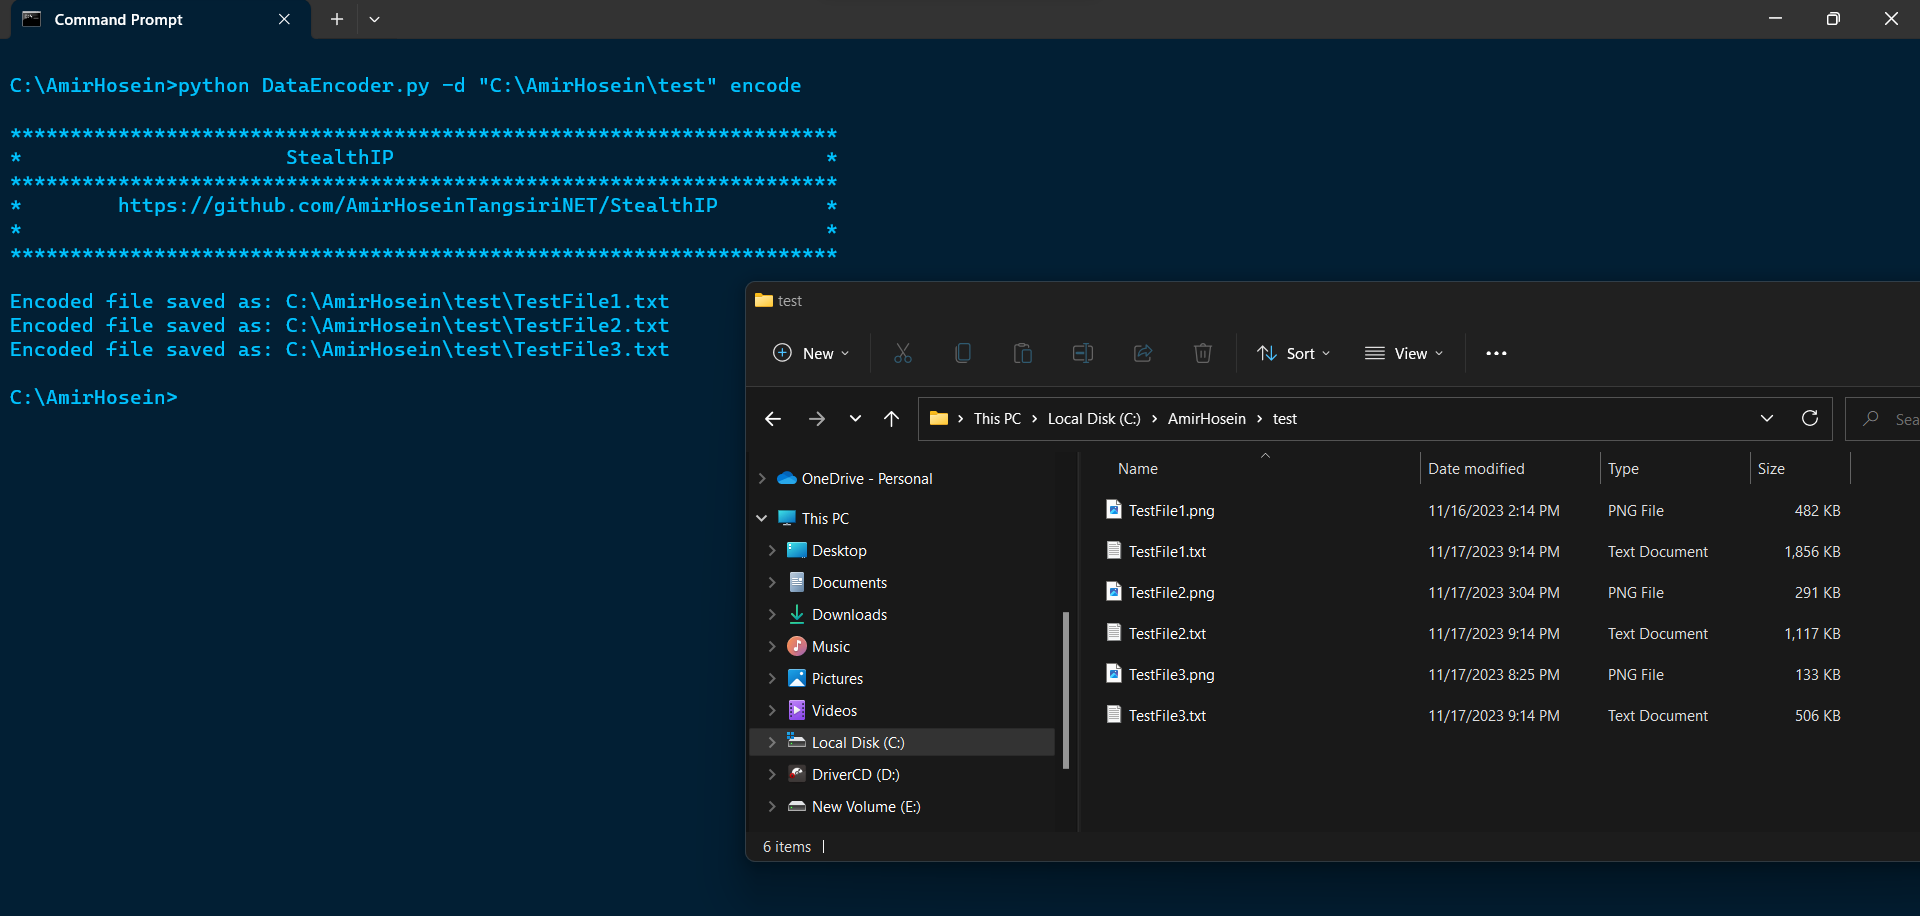 Command Prompt
C:\AmirHosein>python DataEncoder.py -d "C:\AmirHosein\test" encode
*********************************************************************
* StealthIP *
*********************************************************************
* https://github.com/AmirHoseinTangsiriNET/StealthIP *
* *
*********************************************************************
Encoded file saved as: C:\AmirHosein\test\TestFile1.txt
Encoded file saved as: C:\AmirHosein\test\TestFile2.txt
Encoded file saved as: C:\AmirHosein\test\TestFile3.txt
C:\AmirHosein>
test
New Sort View
This PC > Local Disk (C:) > AmirHosein > test
Sea
OneDrive - Personal
This PC
Desktop
Documents
Downloads
Music
Pictures
Videos
Local Disk (C:)
DriverCD (D:)
New Volume (E:)
Name Date modified Type Size
TestFile1.png 11/16/2023 2:14 PM PNG File 482 KB
TestFile1.txt 11/17/2023 9:14 PM Text Document 1,856 KB
TestFile2.png 11/17/2023 3:04 PM PNG File 291 KB
TestFile2.txt 11/17/2023 9:14 PM Text Document 1,117 KB
TestFile3.png 11/17/2023 8:25 PM PNG File 133 KB
TestFile3.txt 11/17/2023 9:14 PM Text Document 506 KB
6 items